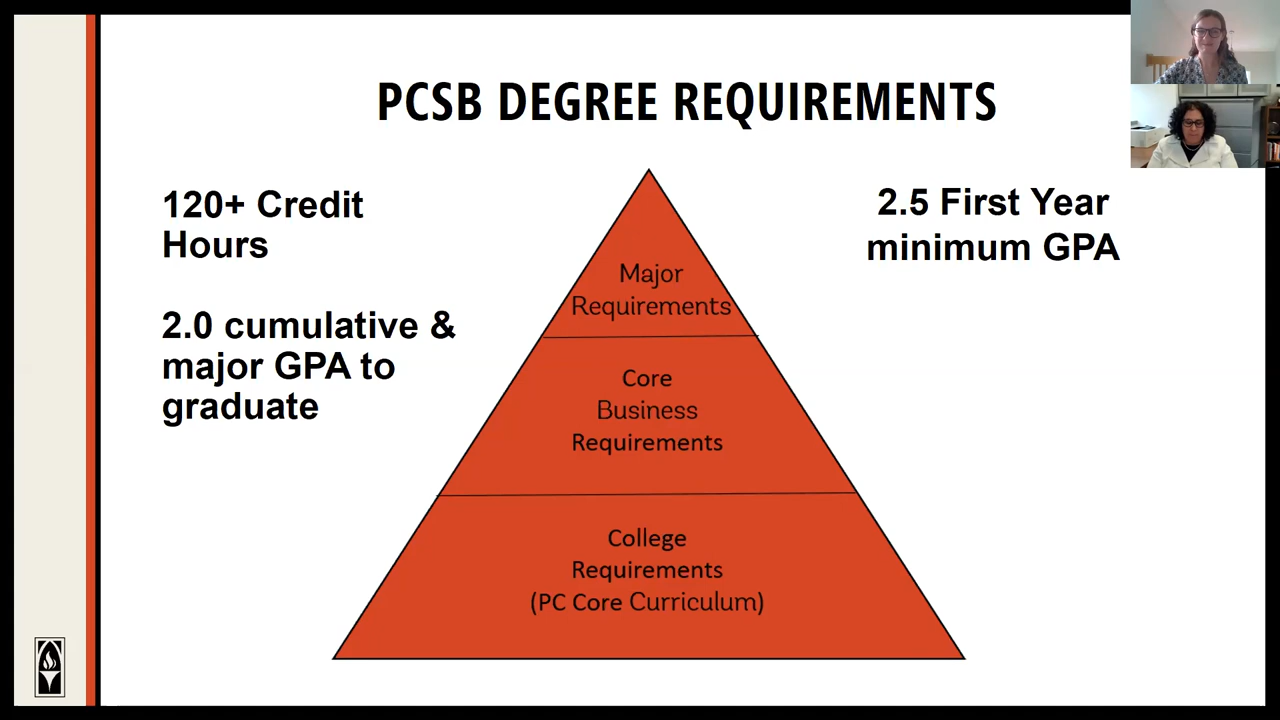 PCSB DEGREE REQUIREMENTS
120+ Credit
Hours
2.0 cumulative &
major GPA to
graduate
2.5 First Year
minimum GPA
Major
Requirements
Core
Business
Requirements
College
Requirements
(PC Core Curriculum)